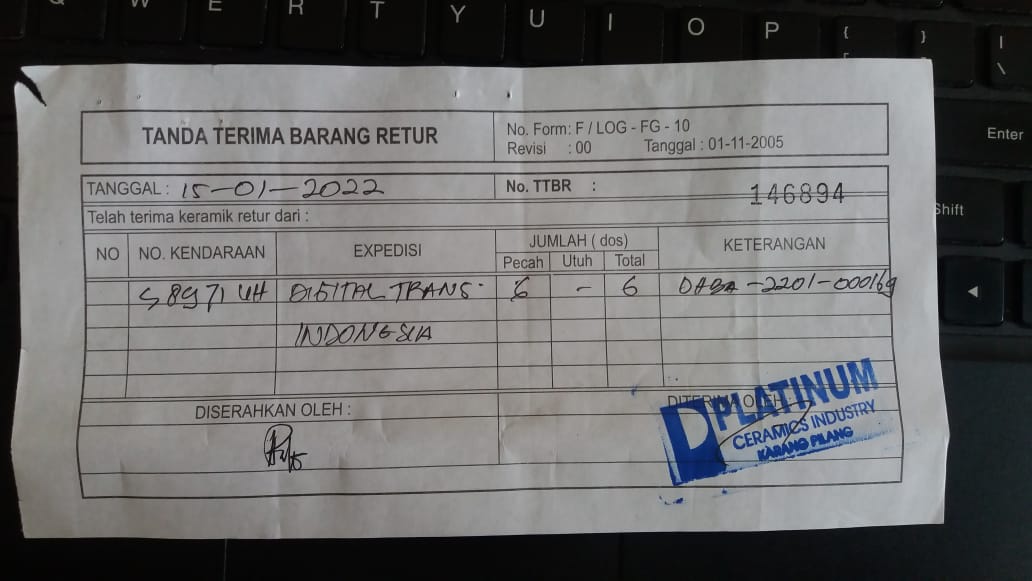 Q W E R T Y U I O P { [ } | \
Enter
Shift
TANDA TERIMA BARANG RETUR
No. Form: F / LOG - FG - 10
Revisi : 00 Tanggal : 01-11-2005
TANGGAL : 15-01-2022 No. TTBR : 146894
Telah terima keramik retur dari :
NO NO. KENDARAAN EXPEDISI JUMLAH ( dos) KETERANGAN
Pecah Utuh Total
S 8971 UH DIGITAL TRANS- 6 - 6 -2201-000169
INDONESIA
DISERAHKAN OLEH : DITERIMA OLEH :
PLATINUM
CERAMICS INDUSTRY
KARANG PILANG